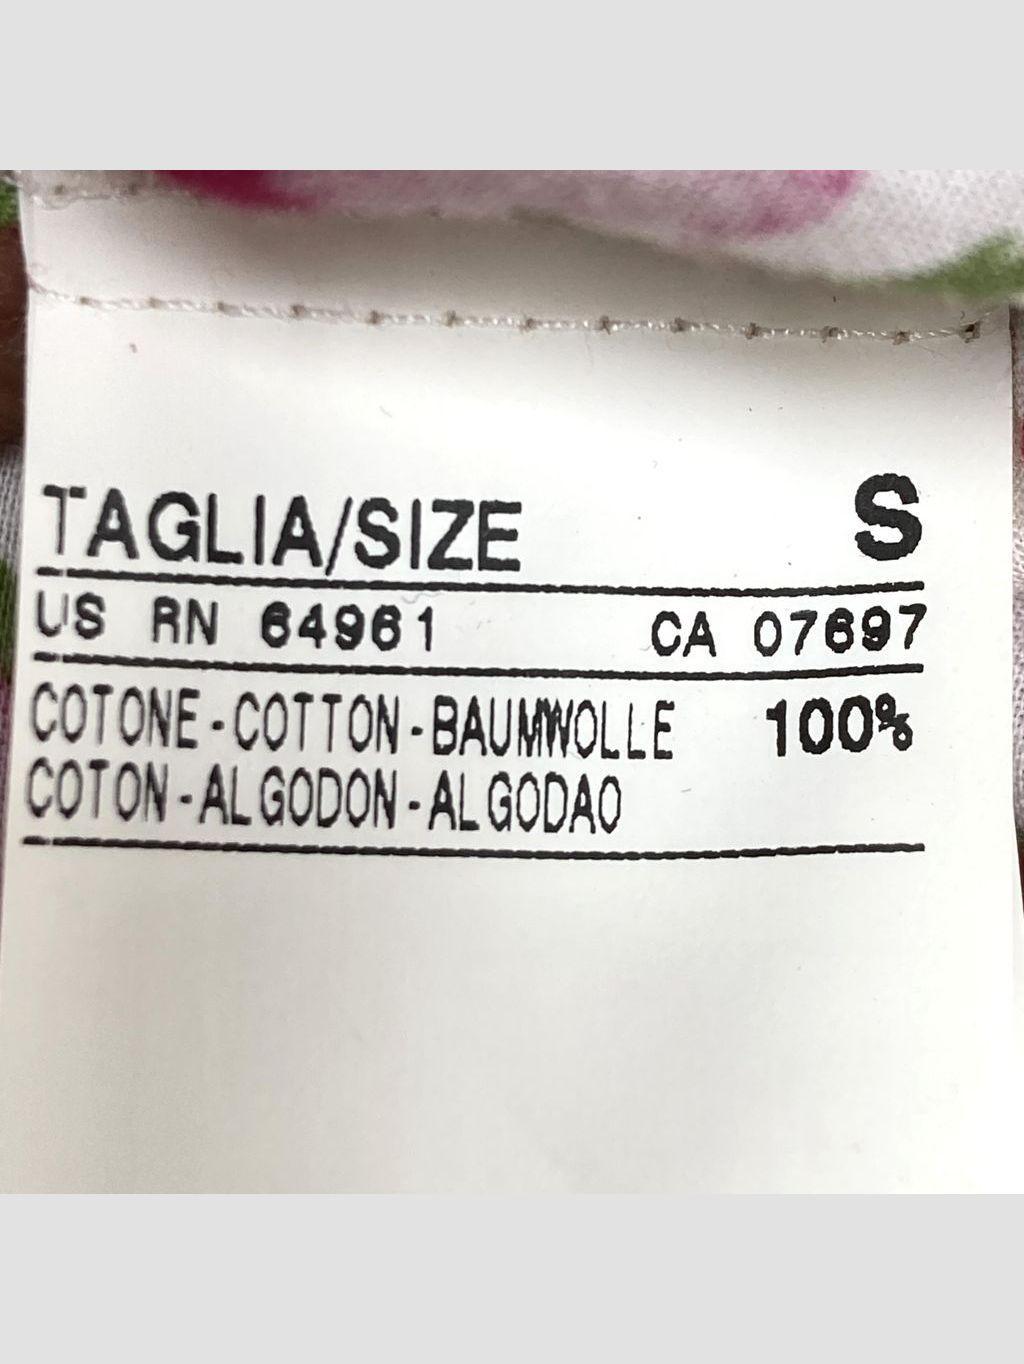 TAGLIA/SIZE S
US RN 64961 CA 07697
COTONE-COTTON-BAUMWOLLE 100%
COTON-ALGODON-ALGODAO